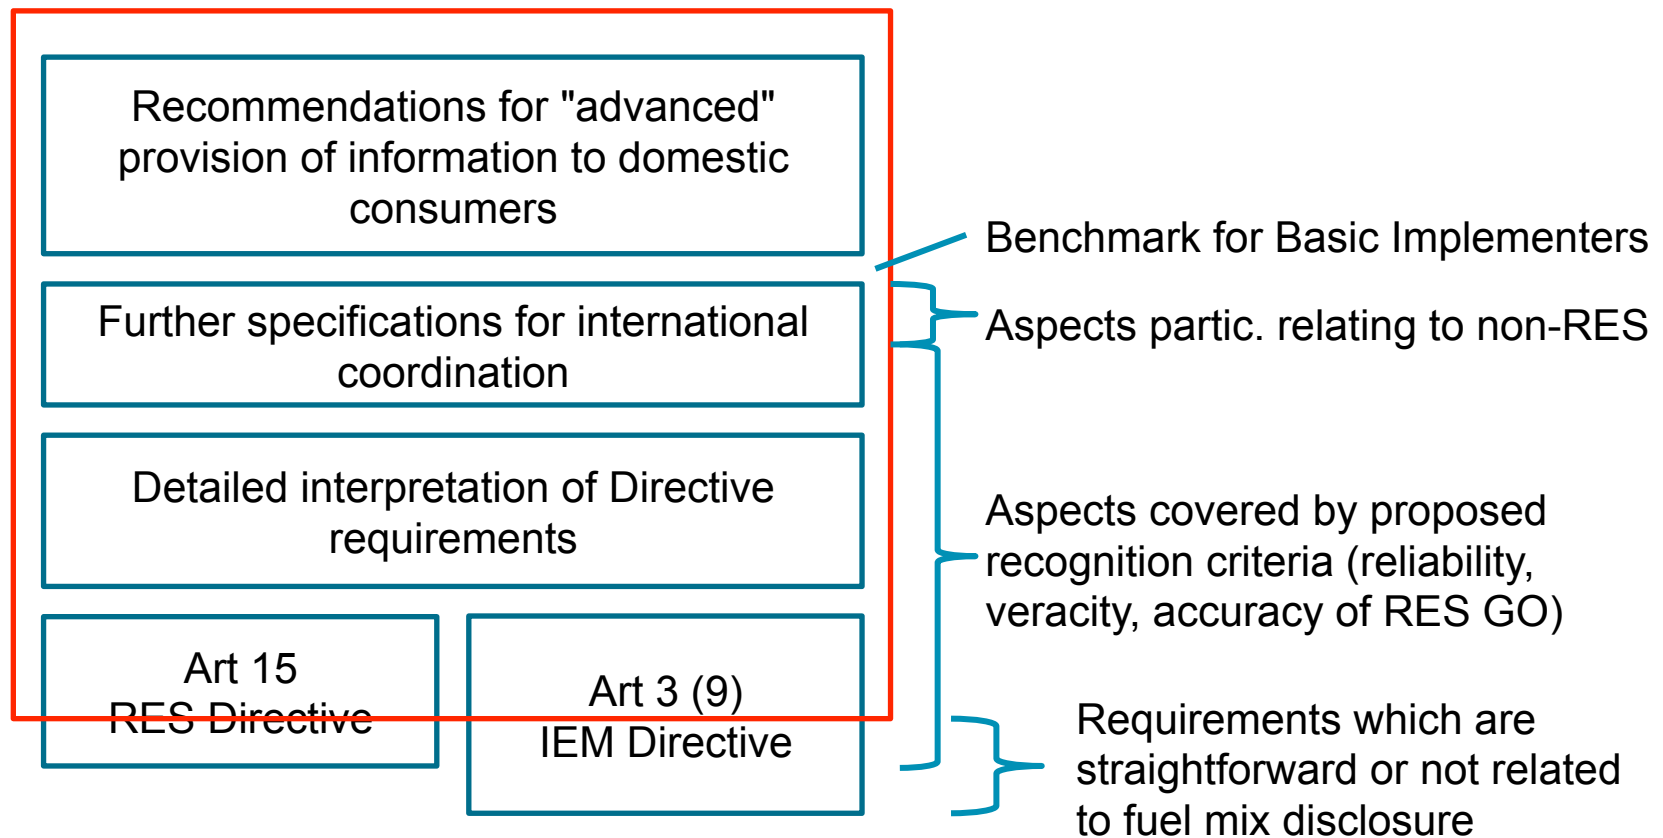 Recommendations for "advanced"
provision of information to domestic
consumers
Benchmark for Basic Implementers
Further specifications for international
coordination
Aspects partic. relating to non-RES
Detailed interpretation of Directive
requirements
Aspects covered by proposed
recognition criteria (reliability,
veracity, accuracy of RES GO)
Art 15
RES Directive
Art 3 (9)
IEM Directive
Requirements which are
straightforward or not related
to fuel mix disclosure